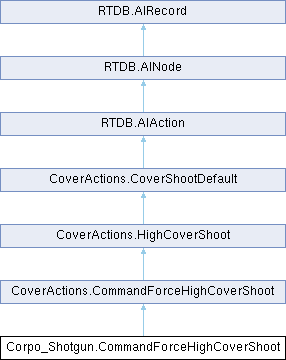 RTDB.AIRecord
RTDB.AINode
RTDB.AIAction
CoverActions.CoverShootDefault
CoverActions.HighCoverShoot
CoverActions.CommandForceHighCoverShoot
Corpo_Shotgun.CommandForceHighCoverShoot